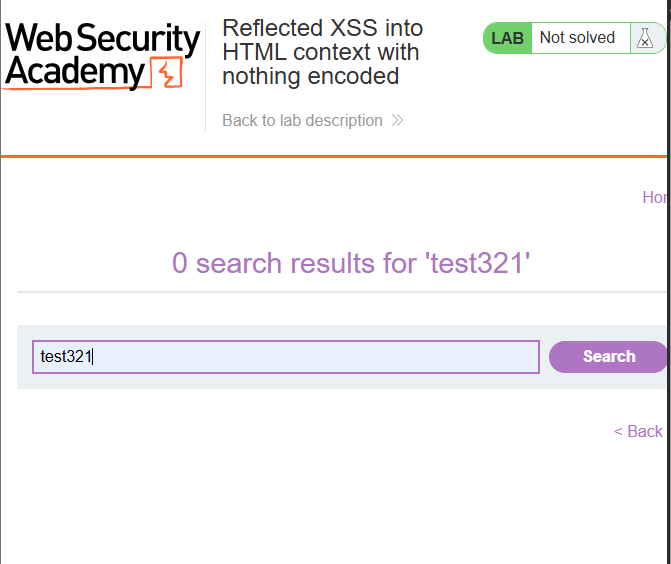 Web Security
Academy
Reflected XSS into
HTML context with
nothing encoded
Back to lab description
LAB Not solved
0 search results for 'test321'
test321
Search
< Back